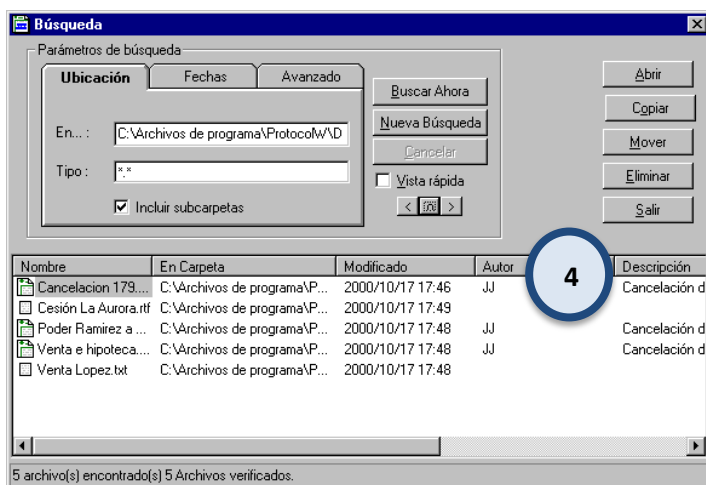 Búsqueda
Parámetros de búsqueda
Ubicación Fechas Avanzado
En... : C:\Archivos de programa\ProtocolW\D
Tipo : *.*
Incluir subcarpetas
Buscar Ahora
Nueva Búsqueda
Cancelar
Vista rápida
< >
Abrir
Copiar
Mover
Eliminar
Salir
4
Nombre En Carpeta Modificado Autor Descripción
Cancelacion 179.... C:\Archivos de programa\P... 2000/10/17 17:46 JJ Cancelación d
Cesión La Aurora.rtf C:\Archivos de programa\P... 2000/10/17 17:49
Poder Ramirez a ... C:\Archivos de programa\P... 2000/10/17 17:48 JJ Cancelación d
Venta e hipoteca.... C:\Archivos de programa\P... 2000/10/17 17:48 JJ Cancelación d
Venta Lopez.txt C:\Archivos de programa\P... 2000/10/17 17:48
5 archivo(s) encontrado(s) 5 Archivos verificados.